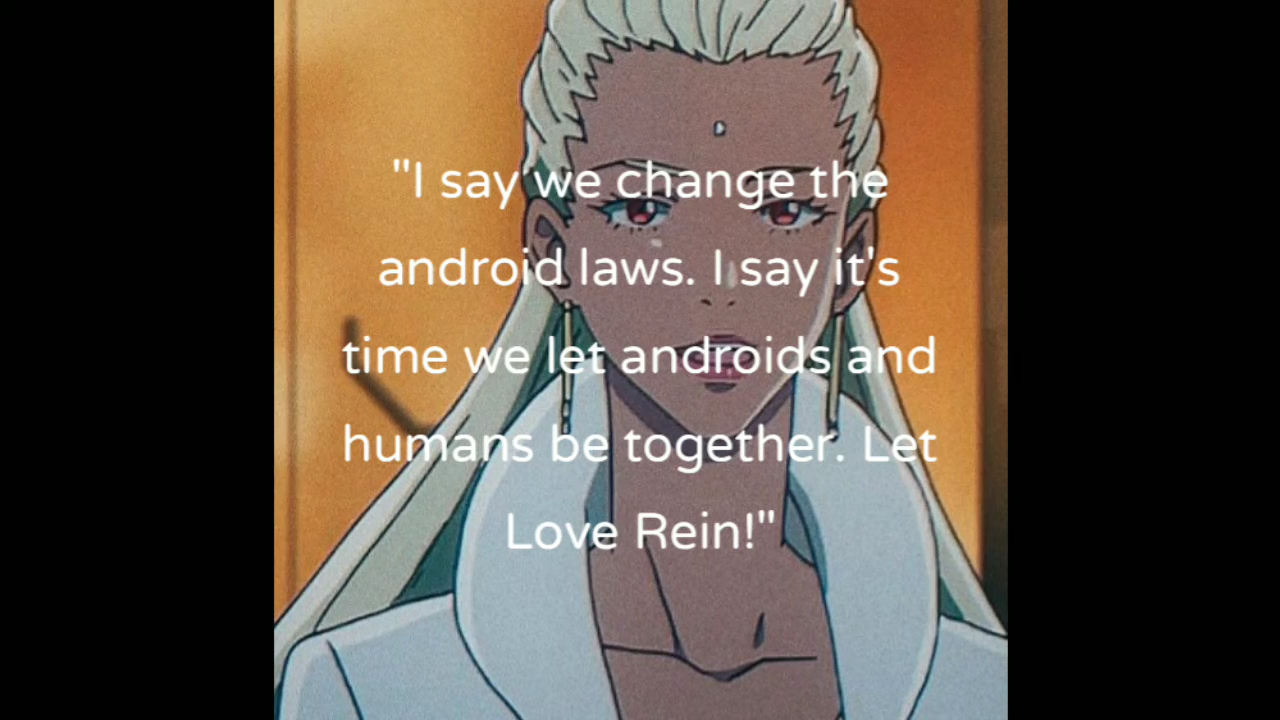 "I say we change the
android laws. I say it's
time we let androids and
humans be together. Let
Love Rein!"